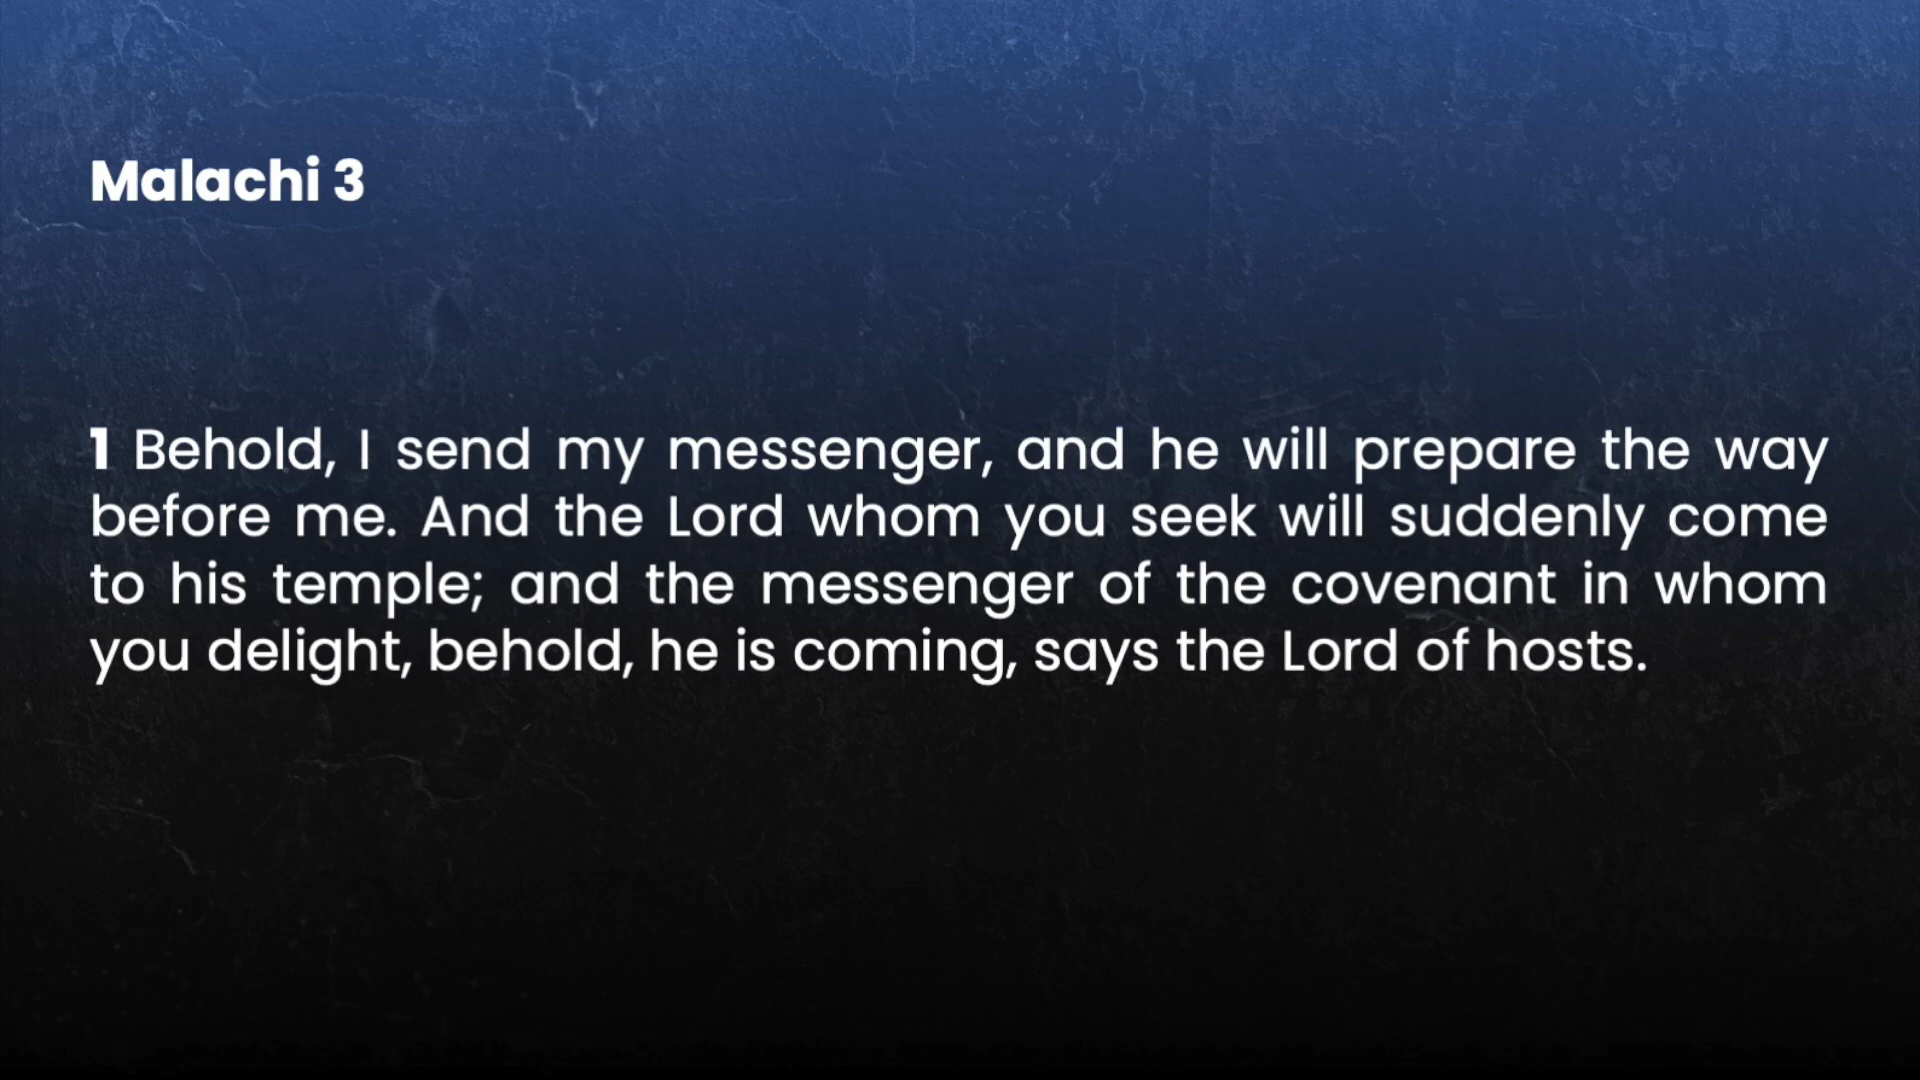 Malachi 3
1 Behold, I send my messenger, and he will prepare the way
before me. And the Lord whom you seek will suddenly come
to his temple; and the messenger of the covenant in whom
you delight, behold, he is coming, says the Lord of hosts.